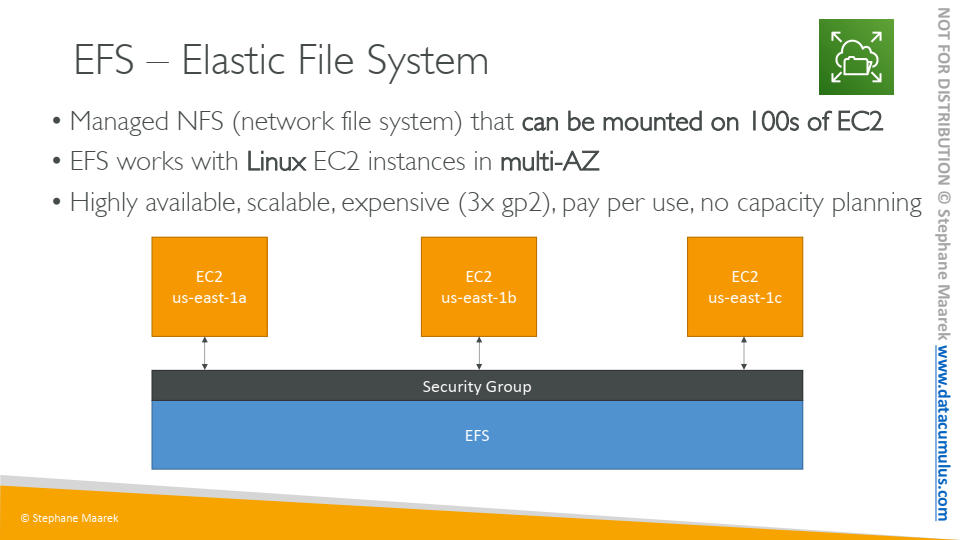 EFS – Elastic File System
• Managed NFS (network file system) that can be mounted on 100s of EC2
• EFS works with Linux EC2 instances in multi-AZ
• Highly available, scalable, expensive (3x gp2), pay per use, no capacity planning
EC2
us-east-1a
EC2
us-east-1b
EC2
us-east-1c
Security Group
EFS
© Stephane Maarek
NOT FOR DISTRIBUTION © Stephane Maarek www.datacumulus.com